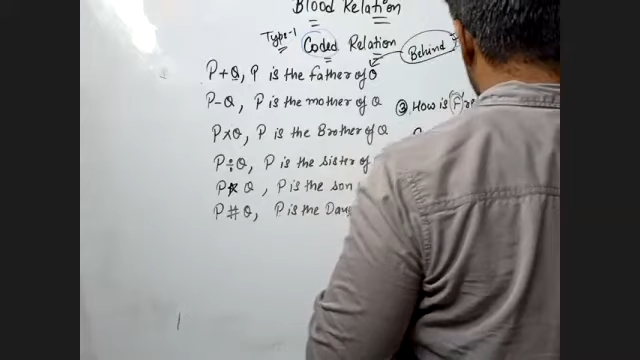 Blood Relation
Type-1
Coded Relation
Behind
P+Q, P is the father of Q
P-Q, P is the mother of Q
③ How is F
P×Q, P is the Brother of Q
P÷Q, P is the sister of
P*Q, P is the son
P#Q, P is the